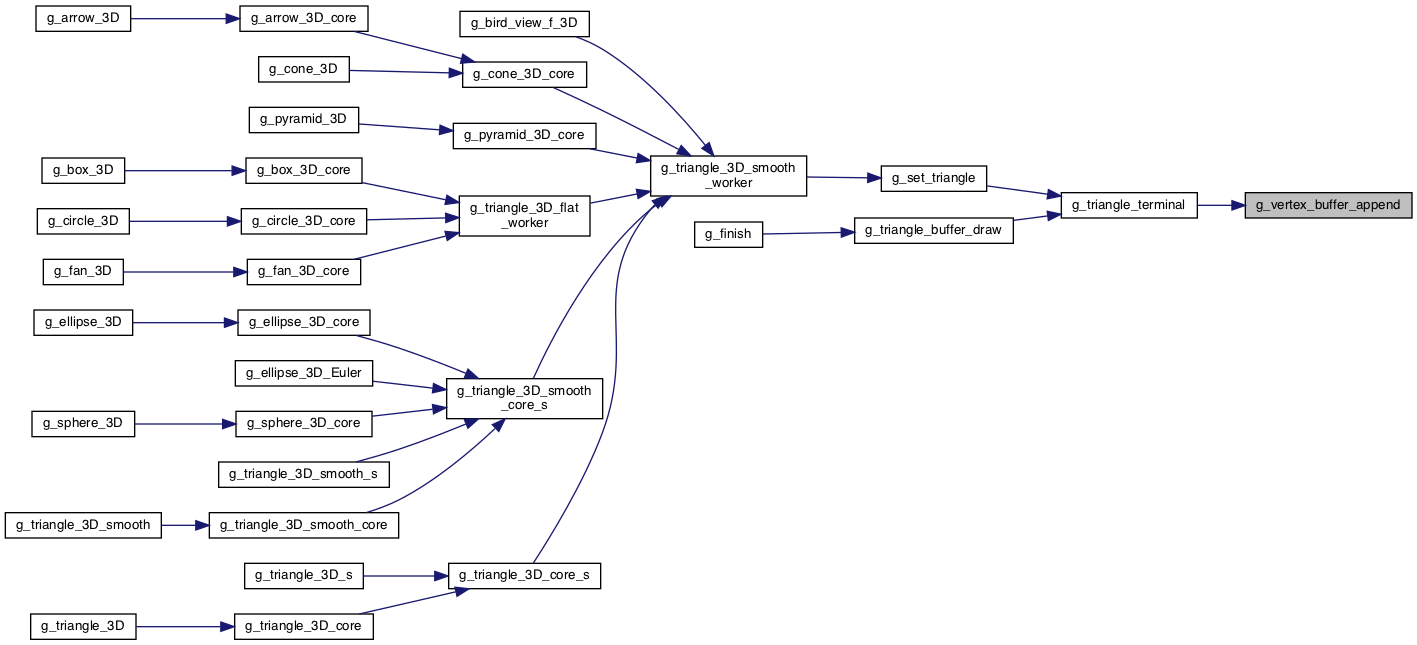 g_arrow_3D
g_arrow_3D_core
g_bird_view_f_3D
g_cone_3D
g_cone_3D_core
g_pyramid_3D
g_pyramid_3D_core
g_box_3D
g_box_3D_core
g_triangle_3D_smooth
_worker
g_set_triangle
g_circle_3D
g_circle_3D_core
g_triangle_3D_flat
_worker
g_triangle_terminal
g_vertex_buffer_append
g_finish
g_triangle_buffer_draw
g_fan_3D
g_fan_3D_core
g_ellipse_3D
g_ellipse_3D_core
g_ellipse_3D_Euler
g_triangle_3D_smooth
_core_s
g_sphere_3D
g_sphere_3D_core
g_triangle_3D_smooth_s
g_triangle_3D_smooth
g_triangle_3D_smooth_core
g_triangle_3D_s
g_triangle_3D_core_s
g_triangle_3D
g_triangle_3D_core